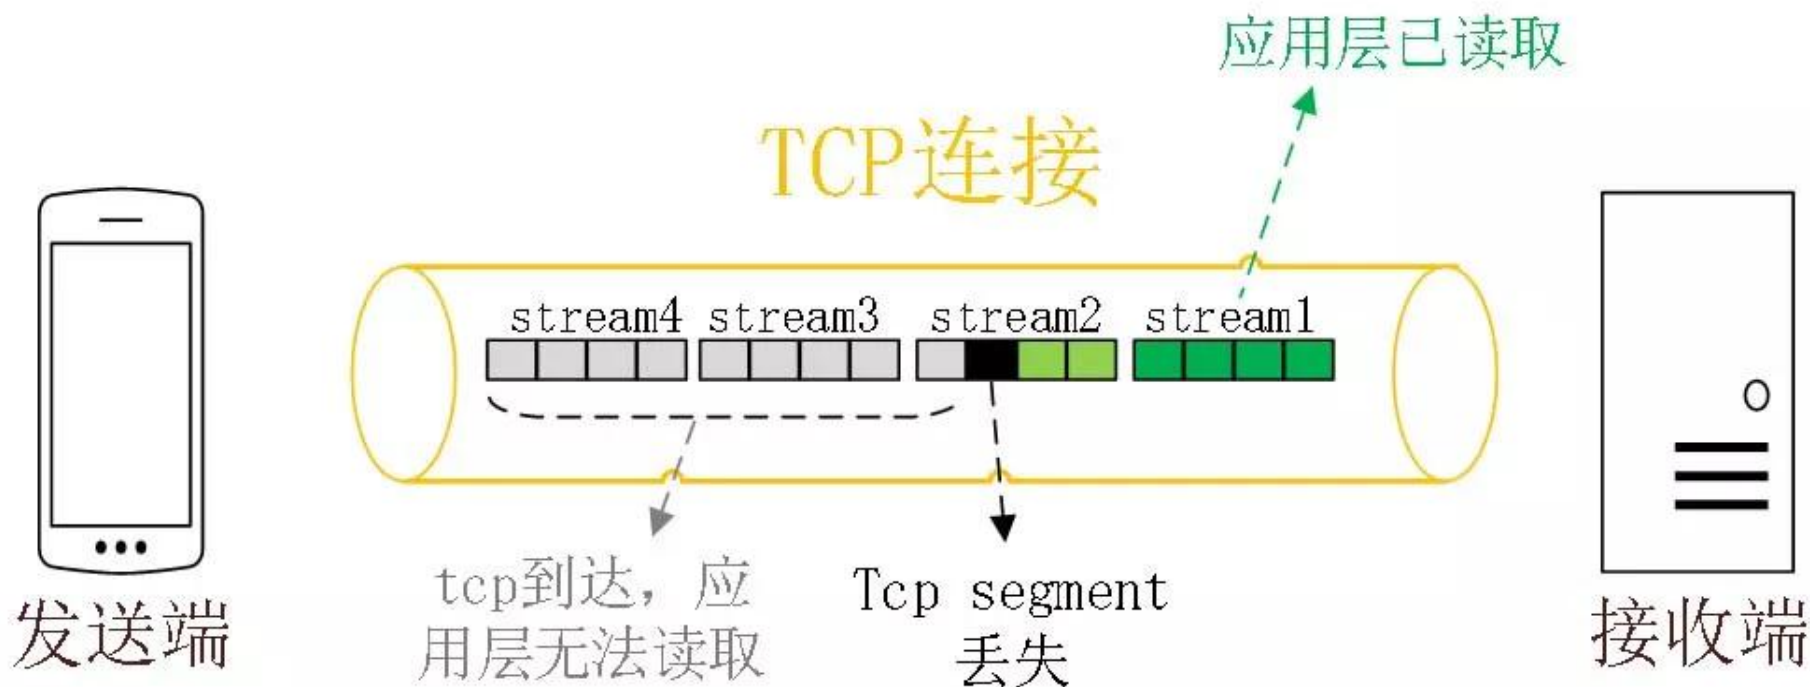 应用层已读取
TCP连接
stream4 stream3 stream2 stream1
tcp到达，应
用层无法读取
Tcp segment
丢失
发送端
接收端